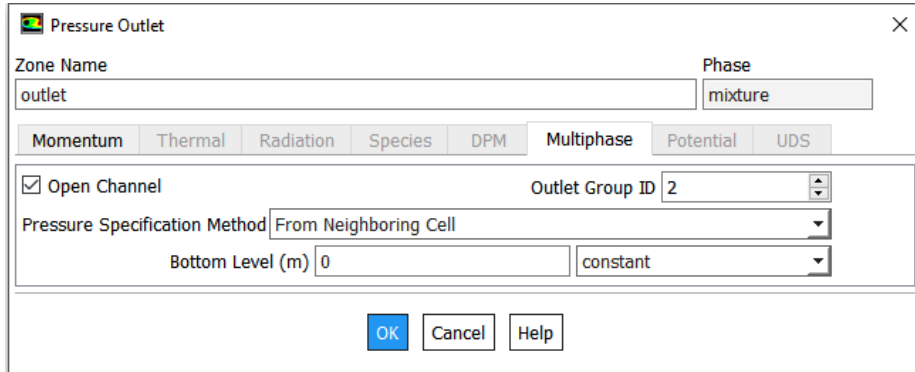 Pressure Outlet
Zone Name Phase
outlet mixture
Momentum Thermal Radiation Species DPM Multiphase Potential UDS
Open Channel Outlet Group ID 2
Pressure Specification Method From Neighboring Cell
Bottom Level (m) 0 constant
OK Cancel Help